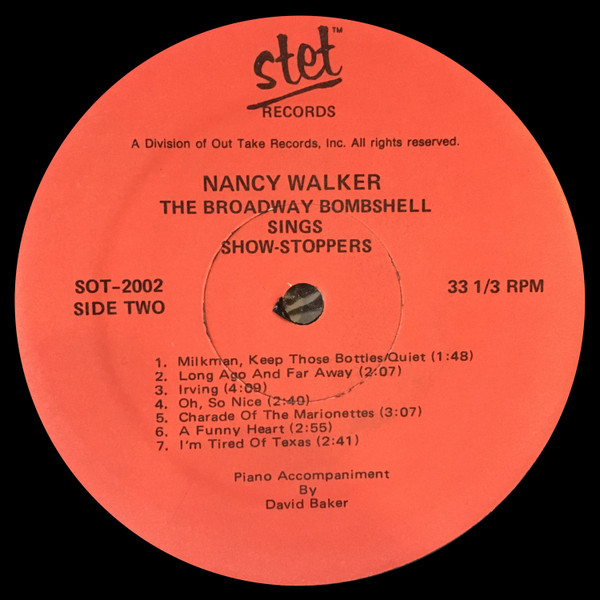 stet™
RECORDS
A Division of Out Take Records, Inc. All rights reserved.
NANCY WALKER
THE BROADWAY BOMBSHELL
SINGS
SHOW-STOPPERS
SOT-2002 33 1/3 RPM
SIDE TWO
1. Milkman, Keep Those Bottles Quiet (1:48)
2. Long Ago And Far Away (2:07)
3. Irving (4:09)
4. Oh, So Nice (2:40)
5. Charade Of The Marionettes (3:07)
6. A Funny Heart (2:55)
7. I'm Tired Of Texas (2:41)
Piano Accompaniment
By
David Baker